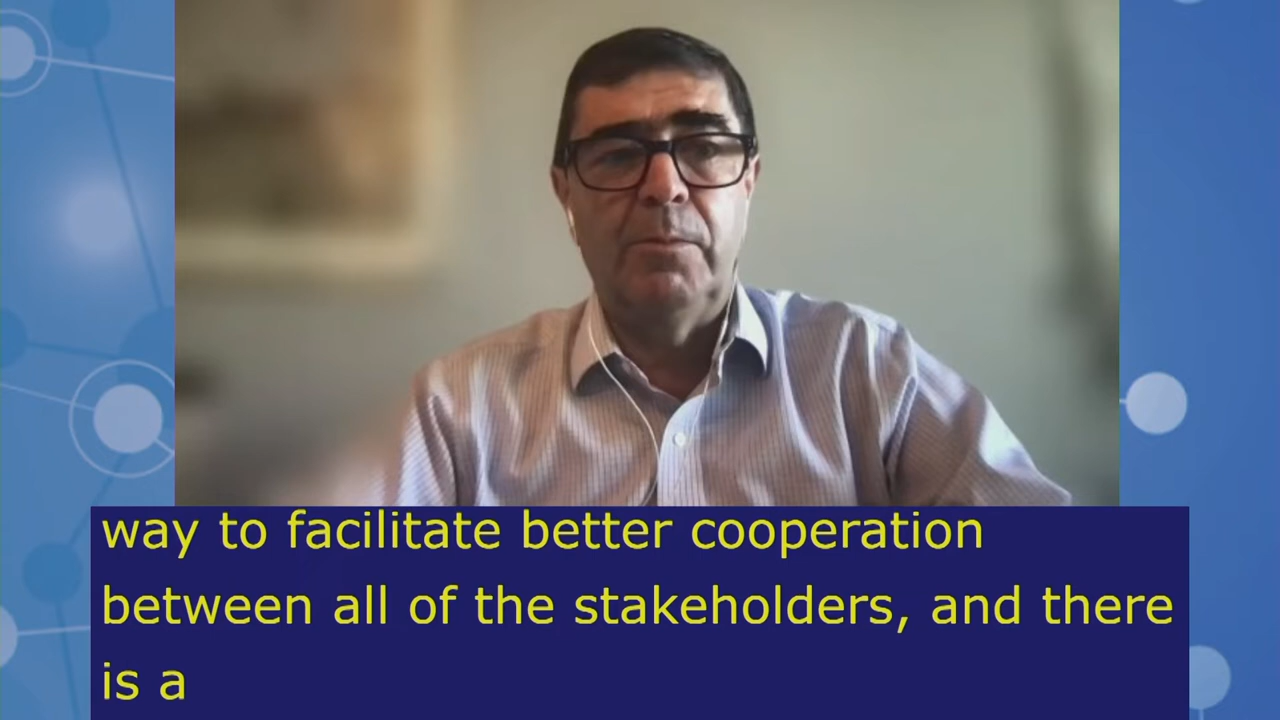 way to facilitate better cooperation
between all of the stakeholders, and there
is a